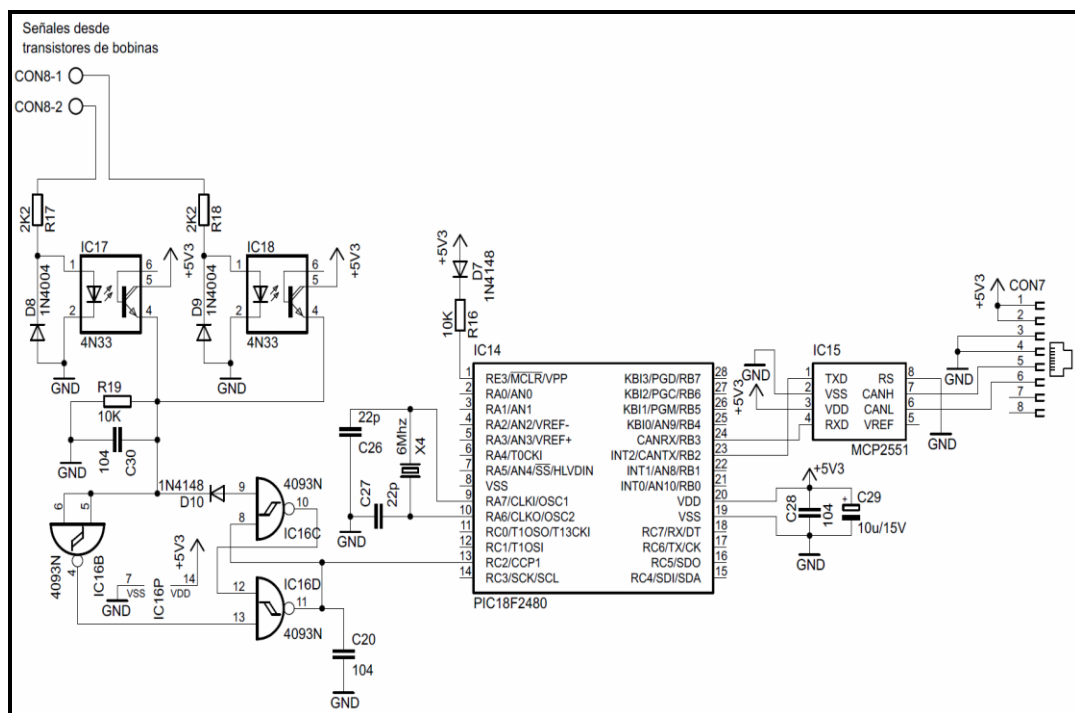 Señales desde
transistores de bobinas
CON8-1
CON8-2
2K2
R17
2K2
R18
IC17
1
2
6
5
4
4N33
+5V3
D8
1N4004
GND
IC18
1
2
6
5
4
4N33
+5V3
D9
1N4004
GND
R19
10K
GND
104
C30
1N4148
D10
6
5
4
4093N
IC16B
GND
7
VSS
IC16P
14
VDD
+5V3
4093N
9
8
10
IC16C
IC16D
12
13
11
4093N
C20
104
GND
22p
C26
C27
22p
GND
6Mhz
X4
+5V3
D7
1N4148
10K
R16
IC14
1 RE3/MCLR/VPP KBI3/PGD/RB7 28
2 RA0/AN0 KBI2/PGC/RB6 27
3 RA1/AN1 KBI1/PGM/RB5 26
4 RA2/AN2/VREF- KBI0/AN9/RB4 25
5 RA3/AN3/VREF+ CANRX/RB3 24
6 RA4/T0CKI INT2/CANTX/RB2 23
7 RA5/AN4/SS/HLVDIN INT1/AN8/RB1 22
8 VSS INT0/AN10/RB0 21
9 RA7/CLKI/OSC1 VDD 20
10 RA6/CLKO/OSC2 VSS 19
11 RC0/T1OSO/T13CKI RC7/RX/DT 18
12 RC1/T1OSI RC6/TX/CK 17
13 RC2/CCP1 RC5/SDO 16
14 RC3/SCK/SCL RC4/SDI/SDA 15
PIC18F2480
GND
+5V3
IC15
1 TXD RS 8
2 VSS CANH 7
3 VDD CANL 6
4 RXD VREF 5
MCP2551
GND
+5V3
C28
104
C29
+
10u/15V
GND
+5V3
CON7
1
2
3
4
5
6
7
8
GND